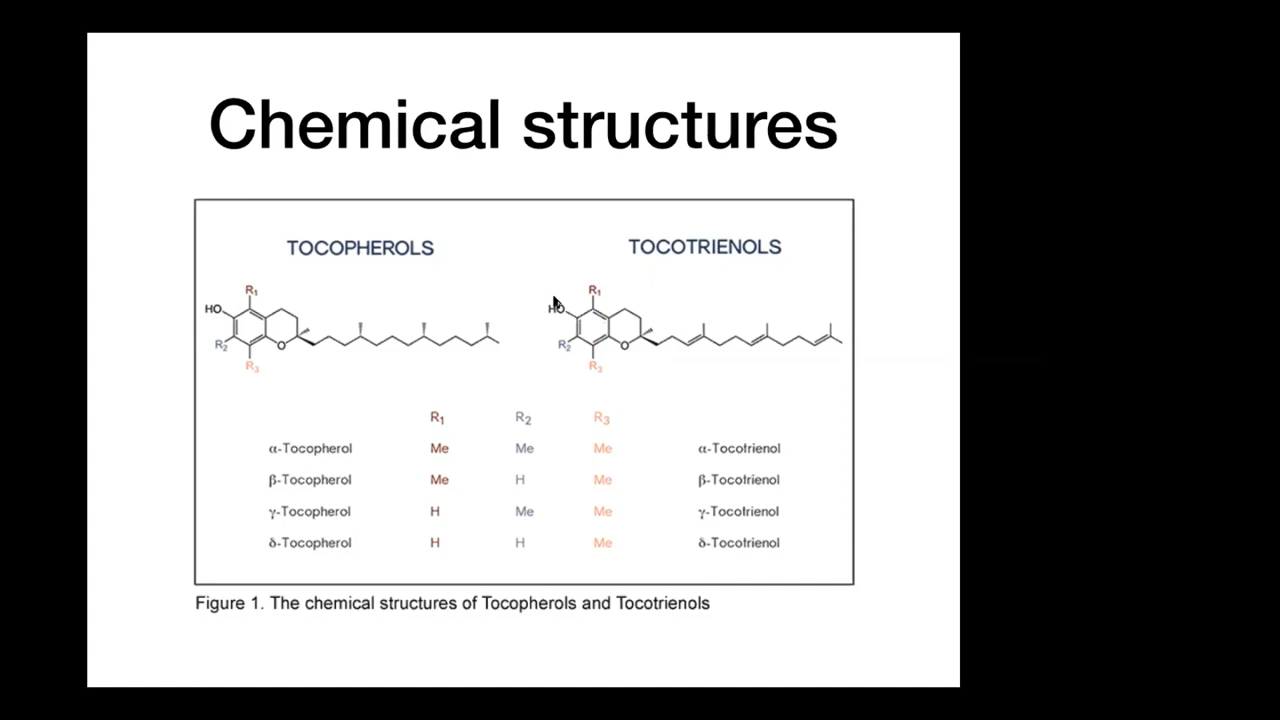 Chemical structures
TOCOPHEROLS TOCOTRIENOLS
R1 R1
HO HO
R2 O R2 O
R3 R3
R1 R2 R3
α-Tocopherol Me Me Me α-Tocotrienol
β-Tocopherol Me H Me β-Tocotrienol
γ-Tocopherol H Me Me γ-Tocotrienol
δ-Tocopherol H H Me δ-Tocotrienol
Figure 1. The chemical structures of Tocopherols and Tocotrienols